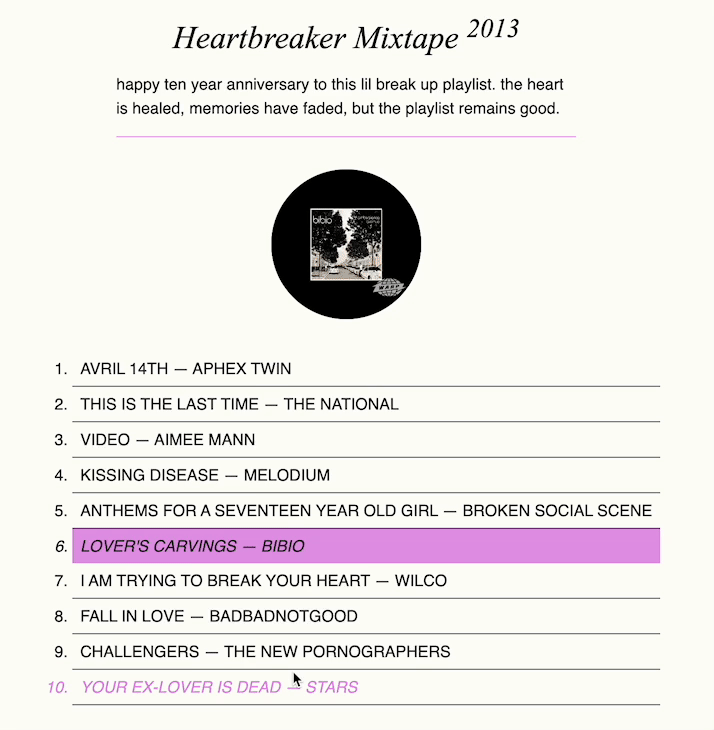 Heartbreaker Mixtape 2013
happy ten year anniversary to this lil break up playlist. the heart
is healed, memories have faded, but the playlist remains good.
bibio
1. AVRIL 14TH — APHEX TWIN
2. THIS IS THE LAST TIME — THE NATIONAL
3. VIDEO — AIMEE MANN
4. KISSING DISEASE — MELODIUM
5. ANTHEMS FOR A SEVENTEEN YEAR OLD GIRL — BROKEN SOCIAL SCENE
6. LOVER'S CARVINGS — BIBIO
7. I AM TRYING TO BREAK YOUR HEART — WILCO
8. FALL IN LOVE — BADBADNOTGOOD
9. CHALLENGERS — THE NEW PORNOGRAPHERS
10. YOUR EX-LOVER IS DEAD — STARS